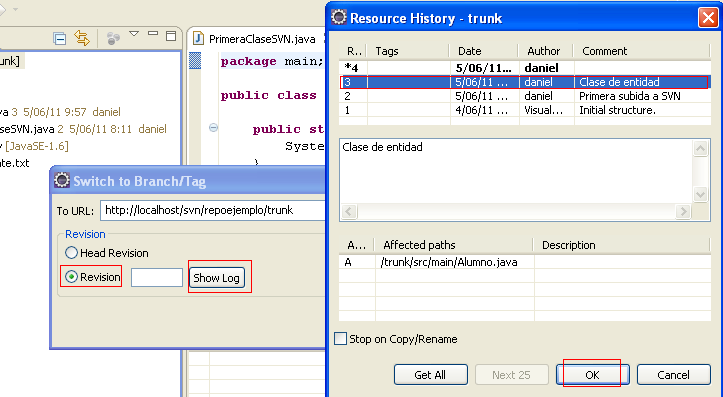 unk]
va 3 5/06/11 9:57 daniel
aseSVN.java 2 5/06/11 8:11 daniel
y [JavaSE-1.6]
ate.txt
PrimeraClaseSVN.java
package main;
public class
public st
System
}
Switch to Branch/Tag
To URL: http://localhost/svn/repoejemplo/trunk
Revision
Head Revision
Revision
Show Log
Resource History - trunk
R... Tags Date Author Comment
*4 5/06/11... daniel
3 5/06/11 ... daniel Clase de entidad
2 5/06/11 ... daniel Primera subida a SVN
1 4/06/11 ... Visual... Initial structure.
Clase de entidad
A... Affected paths Description
A /trunk/src/main/Alumno.java
Stop on Copy/Rename
Get All Next 25 OK Cancel